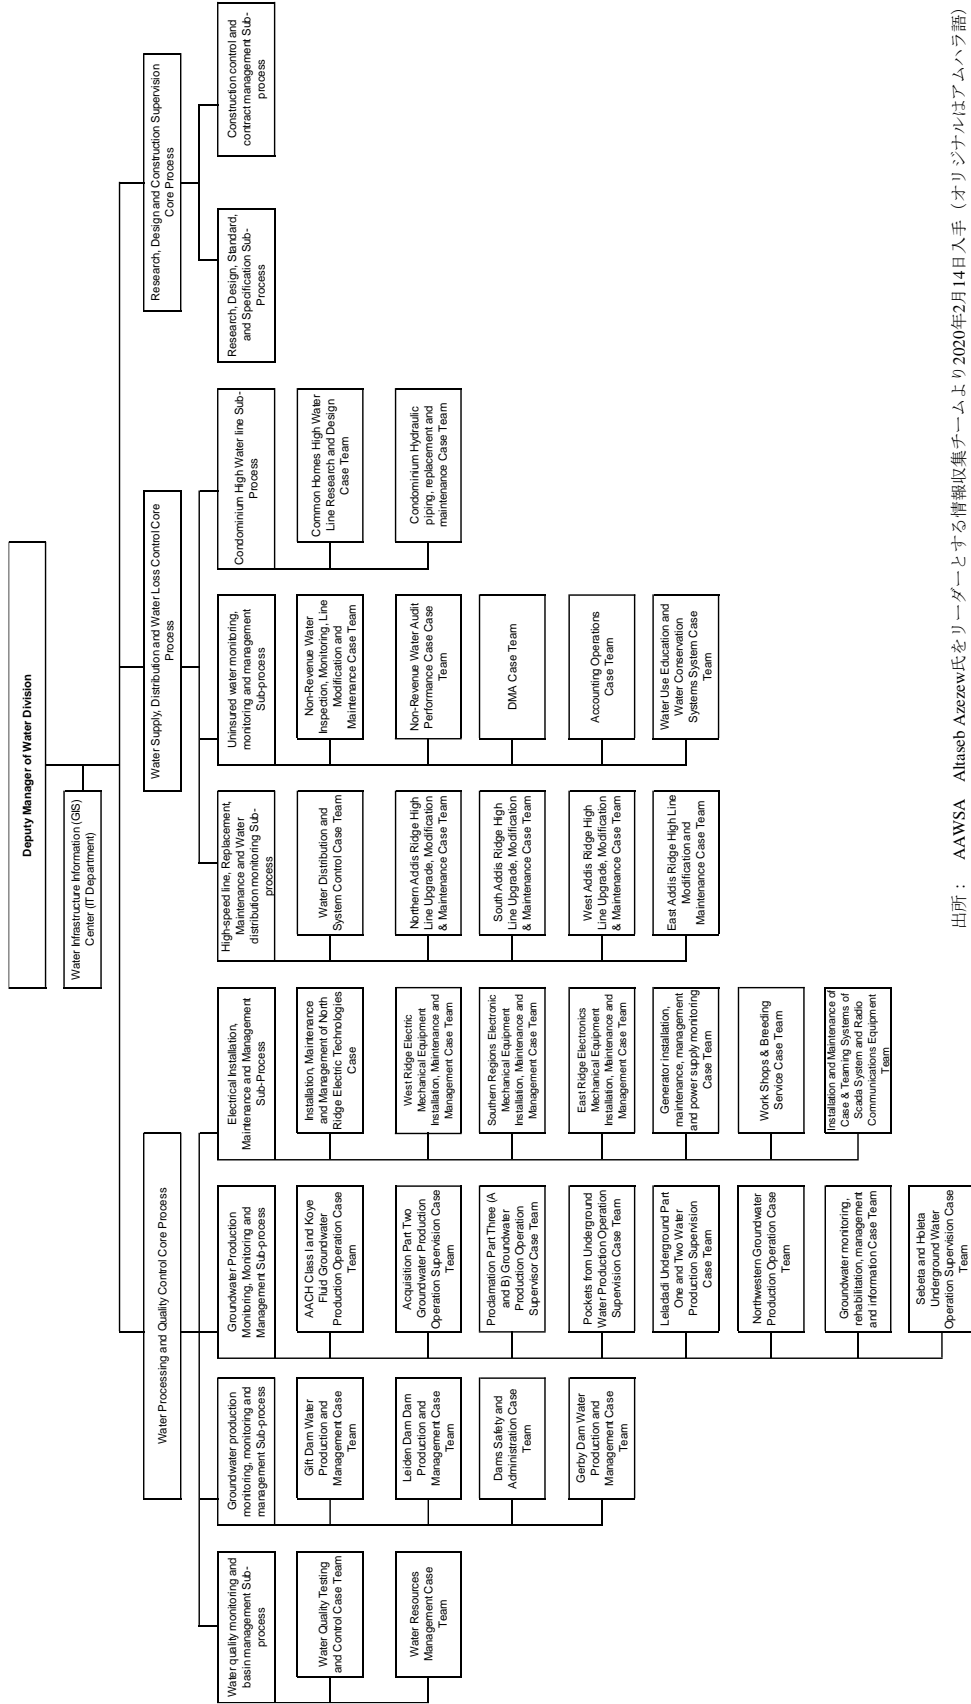 Deputy Manager of Water Division
Water Infrastructure Information (GIS)
Center (IT Department)
Water Processing and Quality Control Core Process
Water quality monitoring and
basin management Sub-
process
Water Quality Testing
and Control Case Team
Water Resources
Management Case
Team
Groundwater production
monitoring, monitoring and
management Sub-process
Gift Dam Water
Production and
Management Case
Team
Leiden Dam Dam
Production and
Management Case
Team
Dams Safety and
Administration Case
Team
Gerby Dam Water
Production and
Management Case
Team
Groundwater Production
Monitoring, Monitoring and
Management Sub-process
AACH Class I and Koye
Fluid Groundwater
Production Operation Case
Team
Acquisition Part Two
Groundwater Production
Operation Supervision Case
Team
Proclamation Part Three (A
and B) Groundwater
Production Operation
Supervisor Case Team
Pockets from Underground
Water Production Operation
Supervision Case Team
Leladadi Underground Part
One and Two Water
Production Supervision
Case Team
Northwestern Groundwater
Production Operation Case
Team
Groundwater monitoring,
rehabilitation, management
and information Case Team
Sebeta and Holeta
Underground Water
Operation Supervision Case
Team
Electrical Installation,
Maintenance and Management
Sub-Process
Installation, Maintenance
and Management of North
Ridge Electric Technologies
Case
West Ridge Electric
Mechanical Equipment
Installation, Maintenance and
Management Case Team
Southern Regions Electronic
Mechanical Equipment
Installation, Maintenance and
Management Case Team
East Ridge Electronics
Mechanical Equipment
Installation, Maintenance and
Management Case Team
Generator installation,
maintenance, management
and power supply monitoring
Case Team
Work Shops & Breeding
Service Case Team
Installation and Maintenance of
Case & Teaming Systems of
Scada System and Radio
Communications Equipment
Team
Water Supply, Distribution and Water Loss Control Core
Process
High-speed line, Replacement,
Maintenance and Water
distribution monitoring Sub-
process
Water Distribution and
System Control Case Team
Northern Addis Ridge High
Line Upgrade, Modification
& Maintenance Case Team
South Addis Ridge High
Line Upgrade, Modification
& Maintenance Case Team
West Addis Ridge High
Line Upgrade, Modification
& Maintenance Case Team
East Addis Ridge High Line
Modification and
Maintenance Case Team
Uninsured water monitoring,
monitoring and management
Sub-process
Non-Revenue Water
Inspection, Monitoring, Line
Modification and
Maintenance Case Team
Non-Revenue Water Audit
Performance Case Case
Team
DMA Case Team
Accounting Operations
Case Team
Water Use Education and
Water Conservation
Systems System Case
Team
Condominium High Water line Sub-
Process
Common Homes High Water
Line Research and Design
Case Team
Condominium Hydraulic
piping, replacement and
maintenance Case Team
Research, Design and Construction Supervision
Core Process
Research, Design, Standard,
and Specification Sub-
Process
Construction control and
contract management Sub-
process
出所： AAWSA Altaseb Azezew氏をリーダーとする情報収集チームより2020年2月14日入手（オリジナルはアムハラ語）